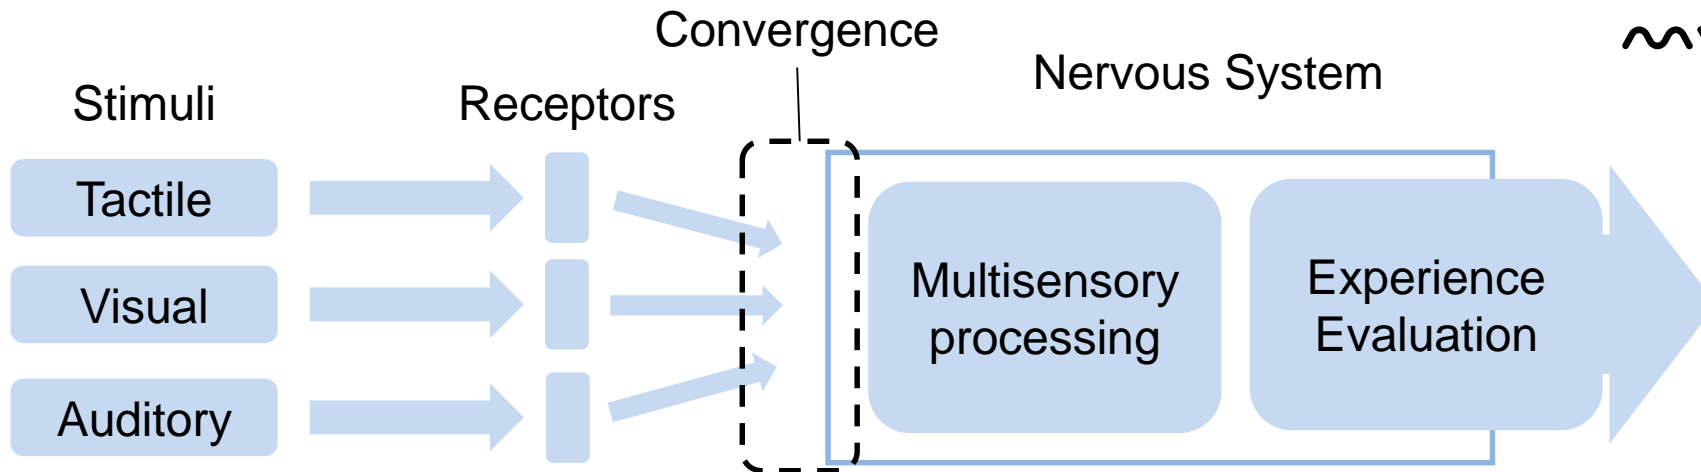 Convergence
Nervous System
Stimuli
Receptors
Tactile
Visual
Auditory
Multisensory
processing
Experience
Evaluation